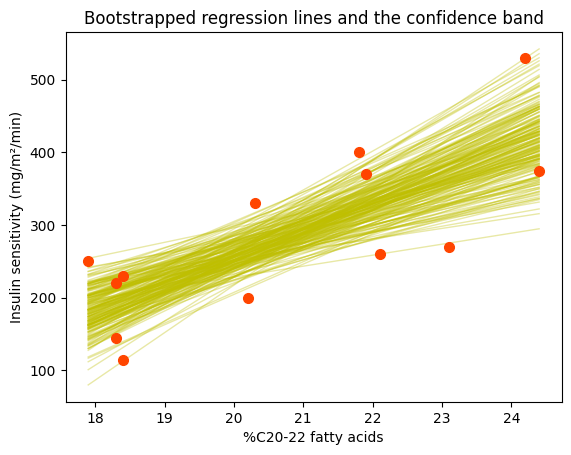 Bootstrapped regression lines and the confidence band
Insulin sensitivity (mg/m²/min)
500
400
300
200
100
18 19 20 21 22 23 24
%C20-22 fatty acids